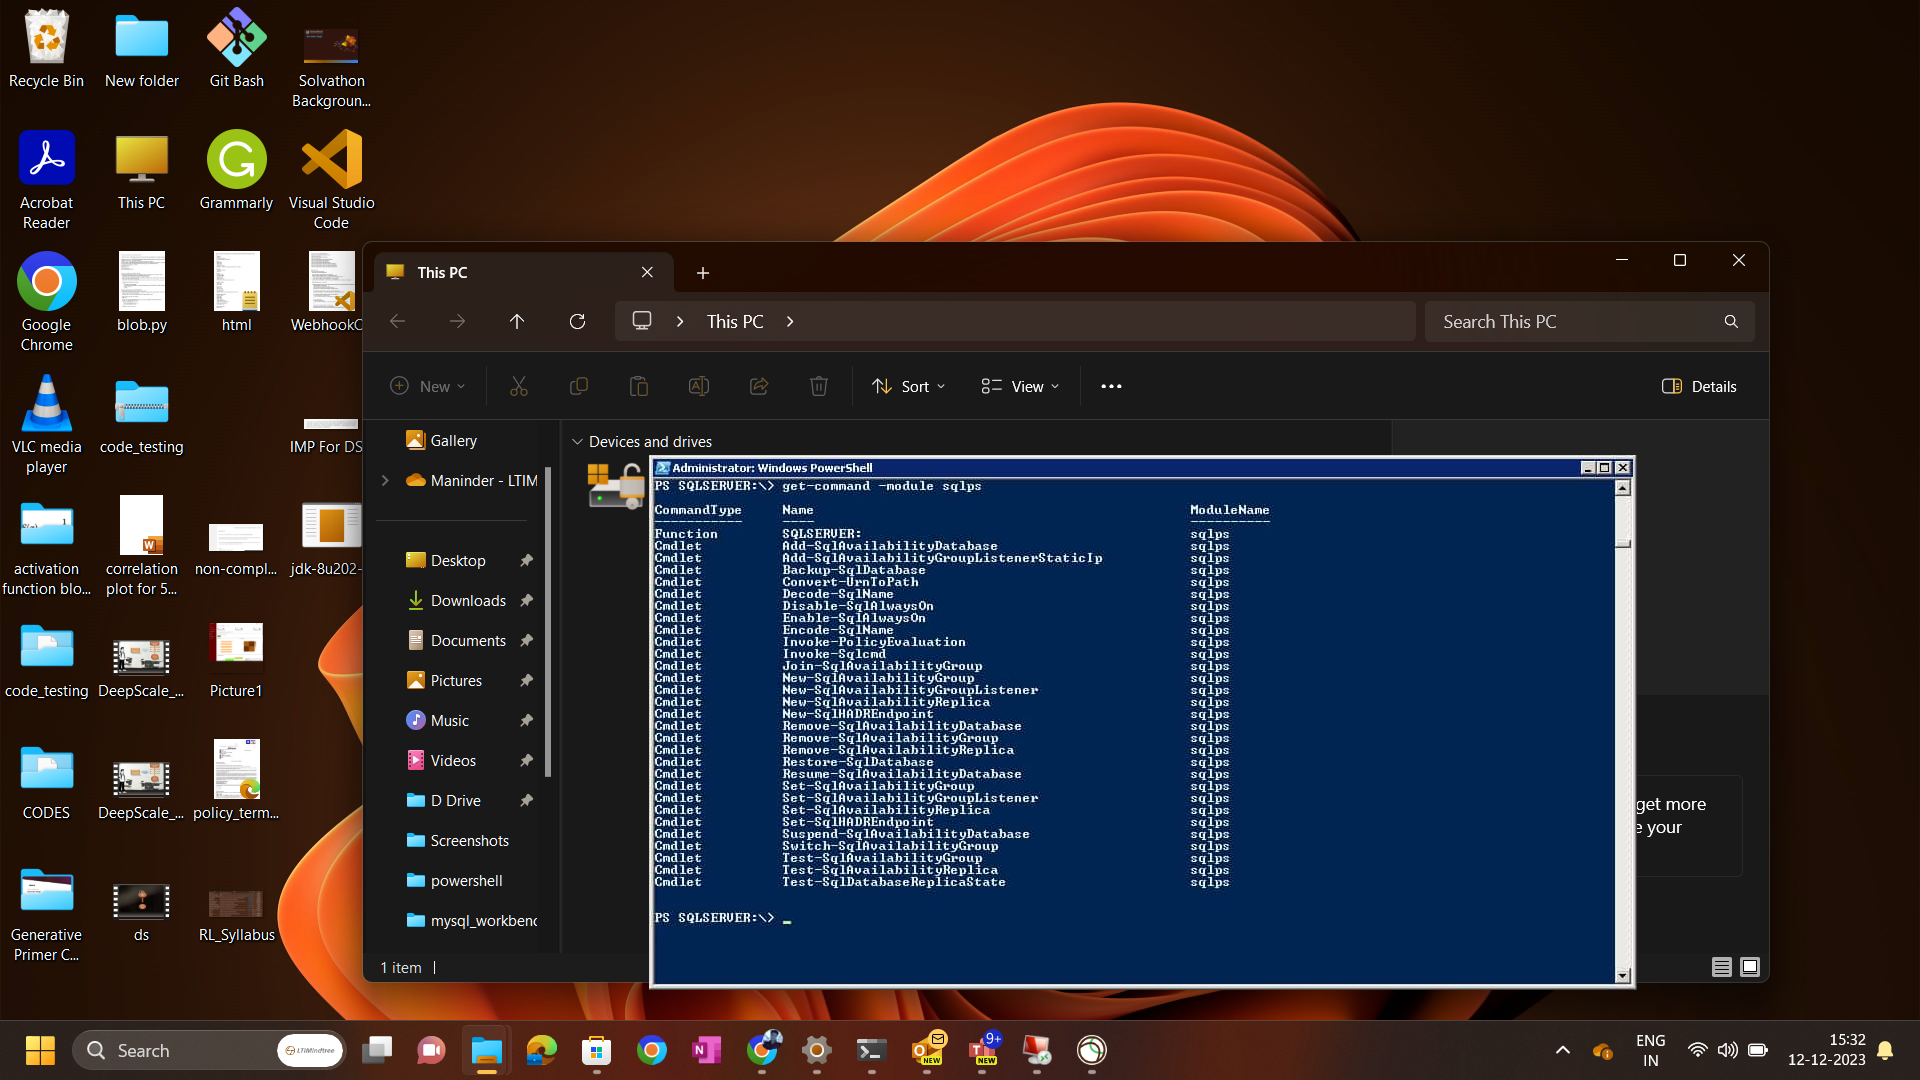 Recycle Bin
New folder
Git Bash
Solvathon
Backgroun...
Acrobat
Reader
This PC
Grammarly
Visual Studio
Code
Google
Chrome
blob.py
html
WebhookC
VLC media
player
code_testing
IMP For DS
activation
function blo...
correlation
plot for 5...
non-compl...
jdk-8u202-
code_testing
DeepScale_...
Picture1
CODES
DeepScale_...
policy_term...
Generative
Primer C...
ds
RL_Syllabus
This PC
This PC
Search This PC
New
Sort
View
Details
Gallery
Maninder - LTIM
Desktop
Downloads
Documents
Pictures
Music
Videos
D Drive
Screenshots
powershell
mysql_workbenc
1 item
Devices and drives
get more
e your
Administrator: Windows PowerShell
PS SQLSERVER:\> get-command -module sqlps
CommandType Name ModuleName
----------- ---- ----------
Function SQLSERVER: sqlps
Cmdlet Add-SqlAvailabilityDatabase sqlps
Cmdlet Add-SqlAvailabilityGroupListenerStaticIp sqlps
Cmdlet Backup-SqlDatabase sqlps
Cmdlet Convert-UrnToPath sqlps
Cmdlet Decode-SqlName sqlps
Cmdlet Disable-SqlAlwaysOn sqlps
Cmdlet Enable-SqlAlwaysOn sqlps
Cmdlet Encode-SqlName sqlps
Cmdlet Invoke-PolicyEvaluation sqlps
Cmdlet Invoke-Sqlcmd sqlps
Cmdlet Join-SqlAvailabilityGroup sqlps
Cmdlet New-SqlAvailabilityGroup sqlps
Cmdlet New-SqlAvailabilityGroupListener sqlps
Cmdlet New-SqlAvailabilityReplica sqlps
Cmdlet New-SqlHADREndpoint sqlps
Cmdlet Remove-SqlAvailabilityDatabase sqlps
Cmdlet Remove-SqlAvailabilityGroup sqlps
Cmdlet Remove-SqlAvailabilityReplica sqlps
Cmdlet Restore-SqlDatabase sqlps
Cmdlet Resume-SqlAvailabilityDatabase sqlps
Cmdlet Set-SqlAvailabilityGroup sqlps
Cmdlet Set-SqlAvailabilityGroupListener sqlps
Cmdlet Set-SqlAvailabilityReplica sqlps
Cmdlet Set-SqlHADREndpoint sqlps
Cmdlet Suspend-SqlAvailabilityDatabase sqlps
Cmdlet Switch-SqlAvailabilityGroup sqlps
Cmdlet Test-SqlAvailabilityGroup sqlps
Cmdlet Test-SqlAvailabilityReplica sqlps
Cmdlet Test-SqlDatabaseReplicaState sqlps
PS SQLSERVER:\> _
Search
LTIMindtree
NEW
9+
NEW
ENG
IN
15:32
12-12-2023